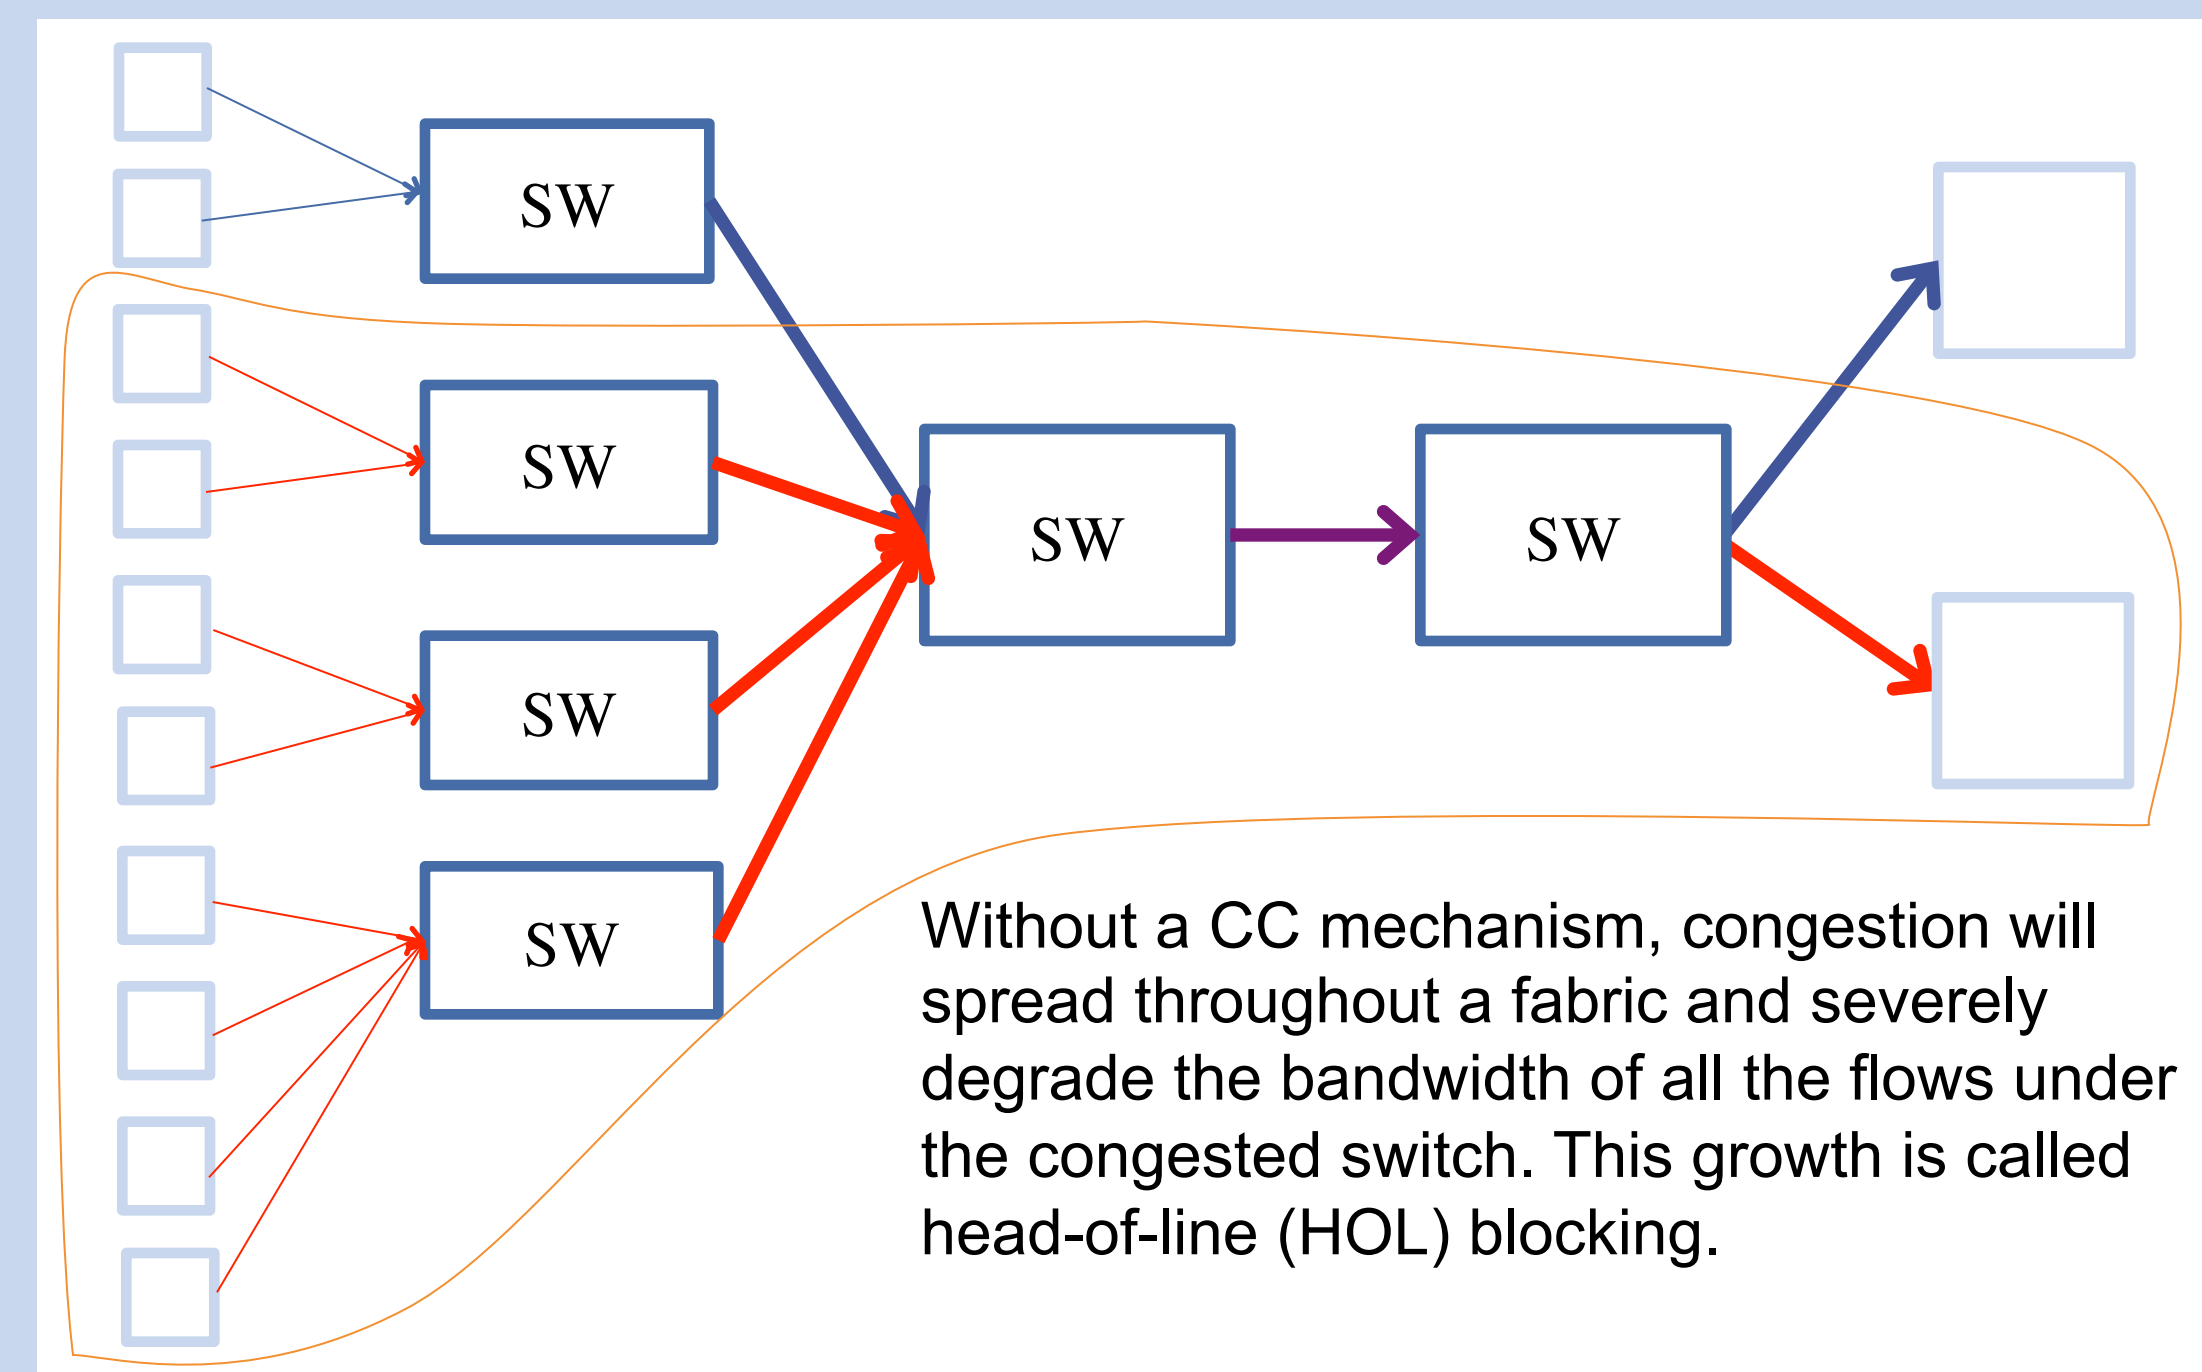 SW
SW
SW
SW
SW
SW
Without a CC mechanism, congestion will
spread throughout a fabric and severely
degrade the bandwidth of all the flows under
the congested switch. This growth is called
head-of-line (HOL) blocking.